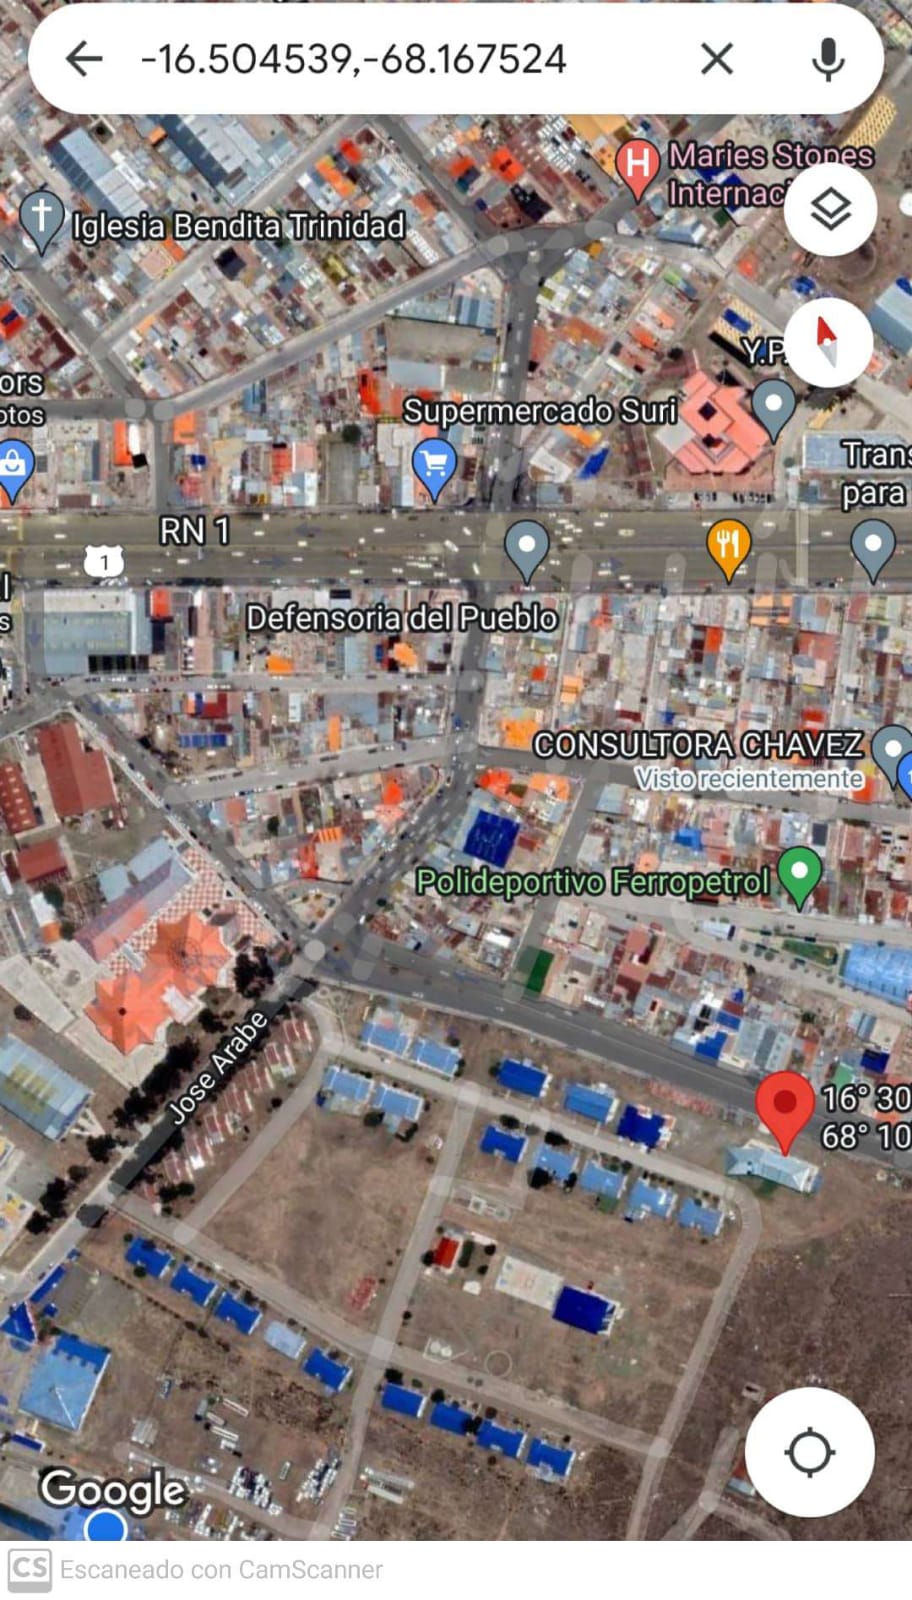 -16.504539,-68.167524
Maries Stopes
Internaci
Iglesia Bendita Trinidad
Y.P.
ors
otos
Supermercado Suri
Trans
para
RN 1
1
l
s
Defensoria del Pueblo
CONSULTORA CHAVEZ
Visto recientemente
Polideportivo Ferropetrol
Jose Arabe
16° 30
68° 10
Google
CS Escaneado con CamScanner